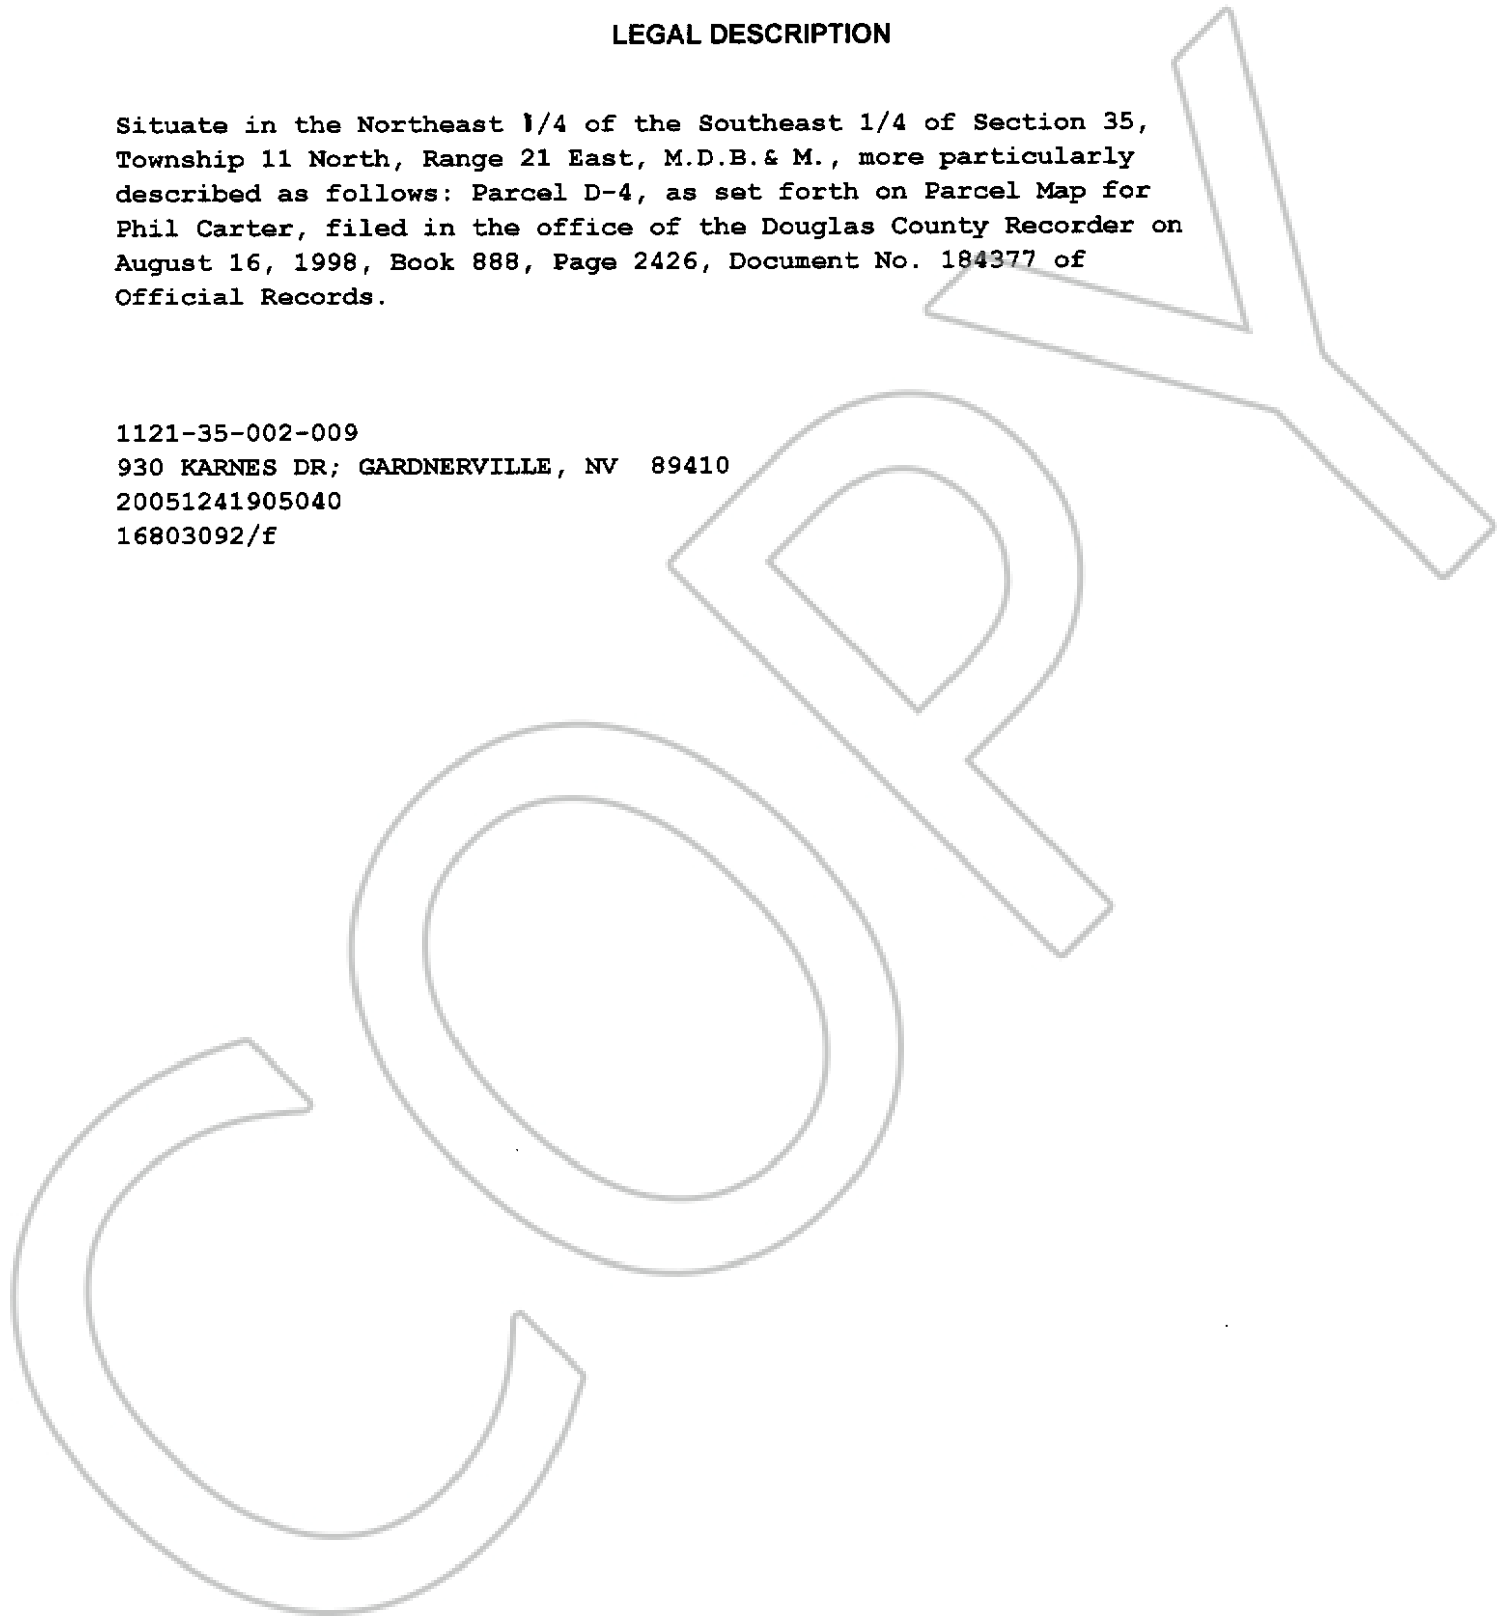 LEGAL DESCRIPTION
Situate in the Northeast 1/4 of the Southeast 1/4 of Section 35,
Township 11 North, Range 21 East, M.D.B.& M., more particularly
described as follows: Parcel D-4, as set forth on Parcel Map for
Phil Carter, filed in the office of the Douglas County Recorder on
August 16, 1998, Book 888, Page 2426, Document No. 184377 of
Official Records.
1121-35-002-009
930 KARNES DR; GARDNERVILLE, NV 89410
20051241905040
16803092/f
COPY